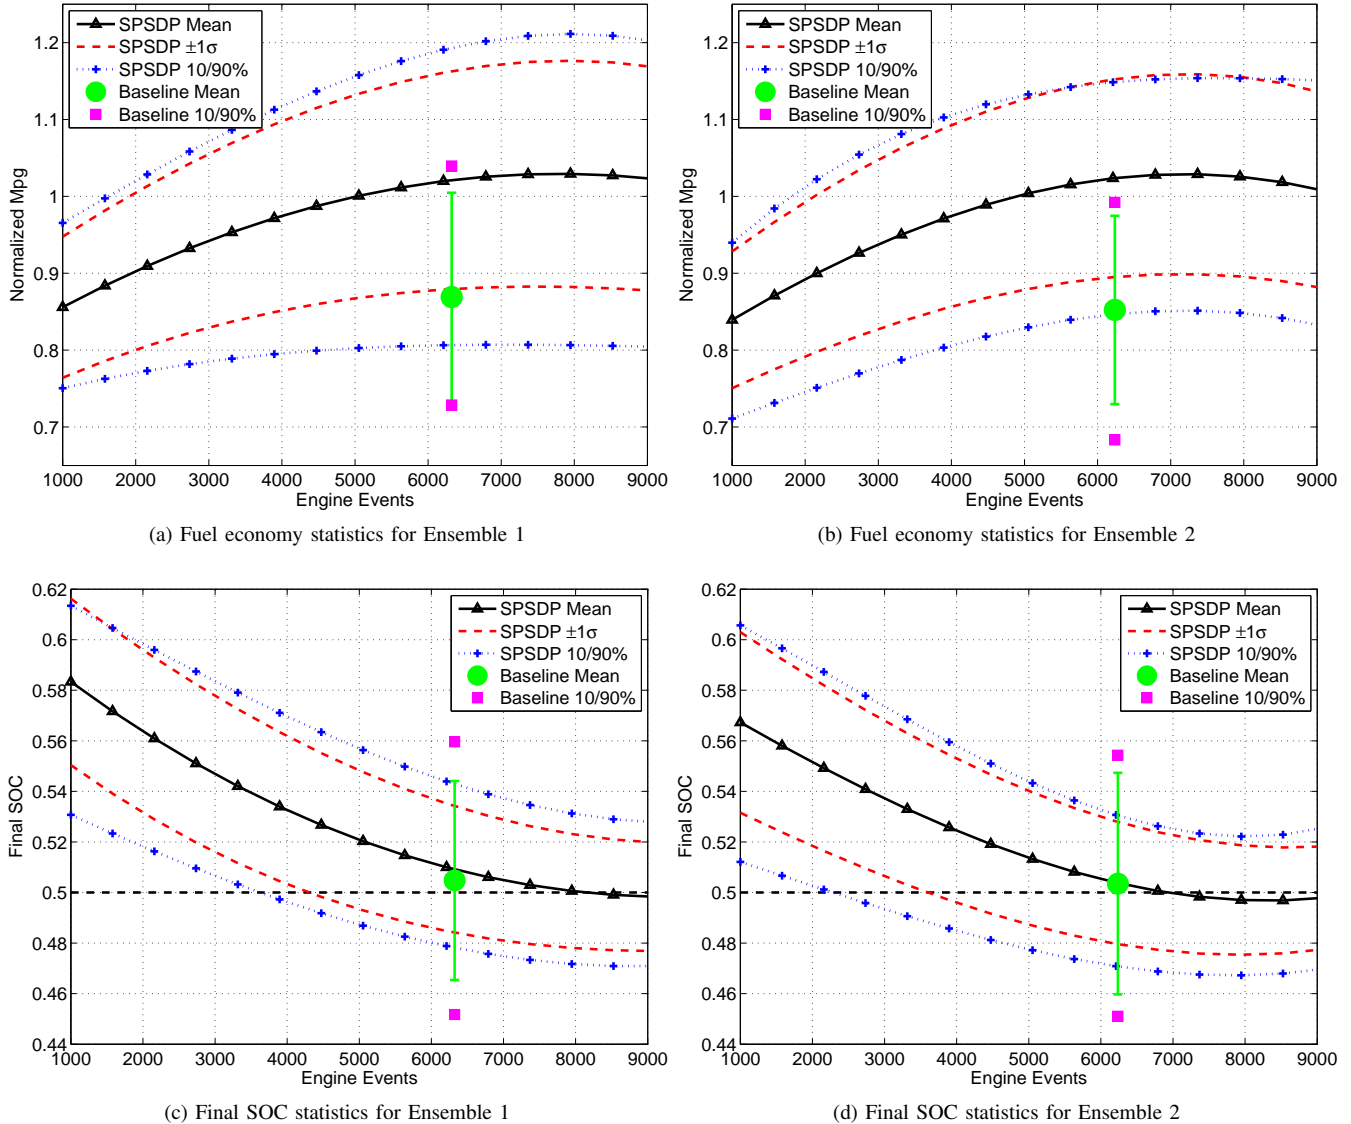 SPSDP Mean
SPSDP ±1σ
SPSDP 10/90%
Baseline Mean
Baseline 10/90%
1.2
1.1
1
0.9
0.8
0.7
Normalized Mpg
1000 2000 3000 4000 5000 6000 7000 8000 9000
Engine Events
(a) Fuel economy statistics for Ensemble 1
SPSDP Mean
SPSDP ±1σ
SPSDP 10/90%
Baseline Mean
Baseline 10/90%
1.2
1.1
1
0.9
0.8
0.7
Normalized Mpg
1000 2000 3000 4000 5000 6000 7000 8000 9000
Engine Events
(b) Fuel economy statistics for Ensemble 2
SPSDP Mean
SPSDP ±1σ
SPSDP 10/90%
Baseline Mean
Baseline 10/90%
0.62
0.6
0.58
0.56
0.54
0.52
0.5
0.48
0.46
0.44
Final SOC
1000 2000 3000 4000 5000 6000 7000 8000 9000
Engine Events
(c) Final SOC statistics for Ensemble 1
SPSDP Mean
SPSDP ±1σ
SPSDP 10/90%
Baseline Mean
Baseline 10/90%
0.62
0.6
0.58
0.56
0.54
0.52
0.5
0.48
0.46
0.44
Final SOC
1000 2000 3000 4000 5000 6000 7000 8000 9000
Engine Events
(d) Final SOC statistics for Ensemble 2